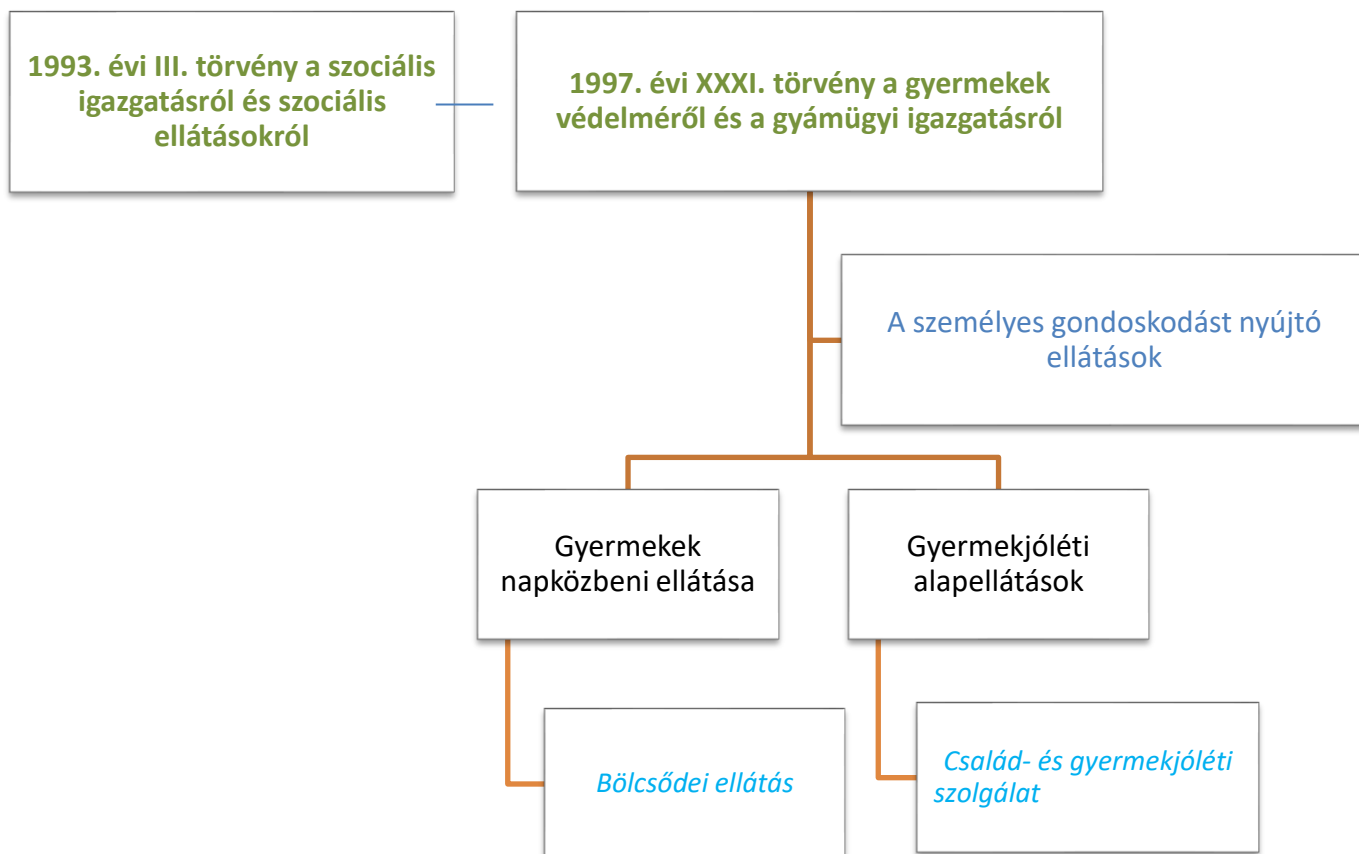 1993. évi III. törvény a szociális
igazgatásról és szociális
ellátásokról
1997. évi XXXI. törvény a gyermekek
védelméről és a gyámügyi igazgatásról
A személyes gondoskodást nyújtó
ellátások
Gyermekek
napközbeni ellátása
Gyermekjóléti
alapellátások
Bölcsődei ellátás
Család- és gyermekjóléti
szolgálat